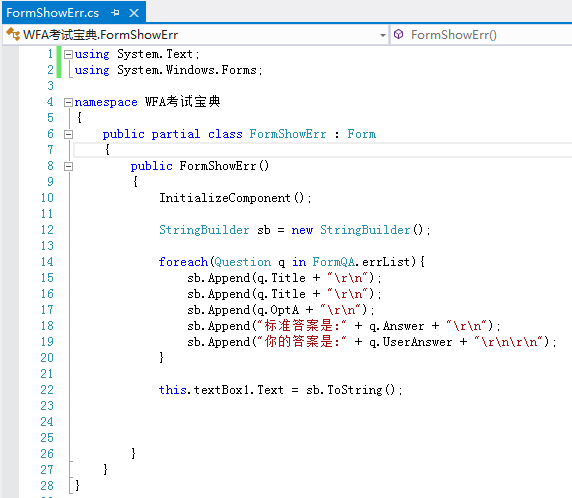 FormShowErr.cs
WFA考试宝典.FormShowErr FormShowErr()
1 using System.Text;
2 using System.Windows.Forms;
3
4 namespace WFA考试宝典
5 {
6 public partial class FormShowErr : Form
7 {
8 public FormShowErr()
9 {
10 InitializeComponent();
11
12 StringBuilder sb = new StringBuilder();
13
14 foreach(Question q in FormQA.errList){
15 sb.Append(q.Title + "\r\n");
16 sb.Append(q.Title + "\r\n");
17 sb.Append(q.OptA + "\r\n");
18 sb.Append("标准答案是:" + q.Answer + "\r\n");
19 sb.Append("你的答案是:" + q.UserAnswer + "\r\n\r\n");
20 }
21
22 this.textBox1.Text = sb.ToString();
23
24
25
26 }
27 }
28 }